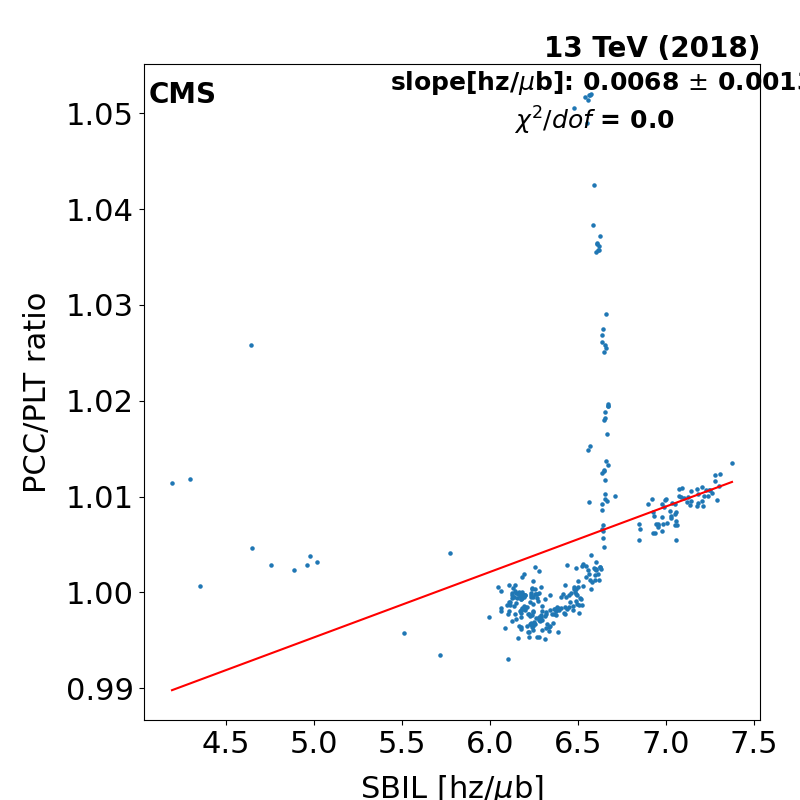 13 TeV (2018)
CMS
slope[hz/μb]: 0.0068 ± 0.0013
χ²/dof = 0.0
1.05
1.04
1.03
1.02
1.01
1.00
0.99
PCC/PLT ratio
4.5 5.0 5.5 6.0 6.5 7.0 7.5
SBIL [hz/μb]